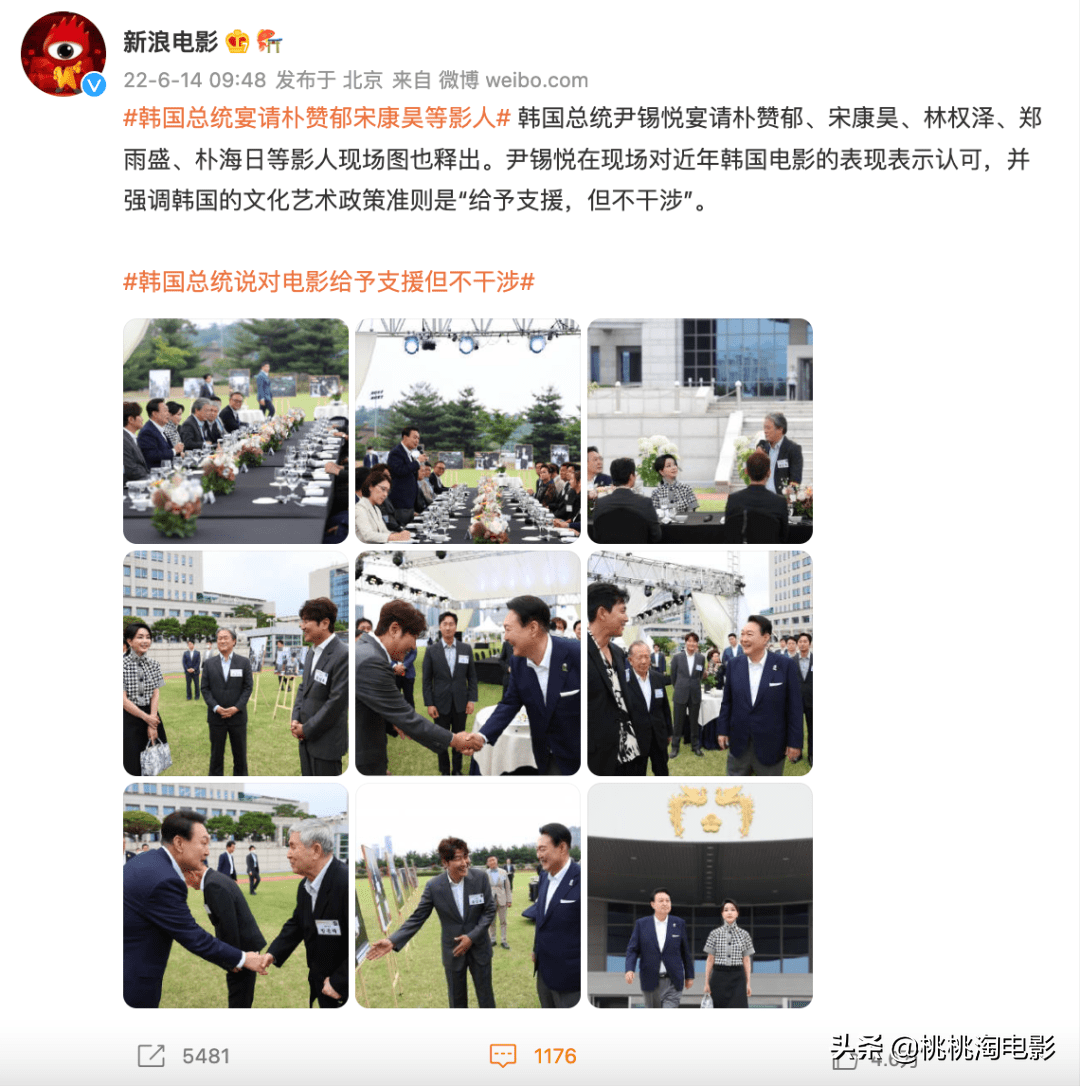 新浪电影
22-6-14 09:48 发布于 北京 来自 微博 weibo.com
#韩国总统宴请朴赞郁宋康昊等影人# 韩国总统尹锡悦宴请朴赞郁、宋康昊、林权泽、郑
雨盛、朴海日等影人现场图也释出。尹锡悦在现场对近年韩国电影的表现表示认可，并
强调韩国的文化艺术政策准则是“给予支援，但不干涉”。
#韩国总统说对电影给予支援但不干涉#
5481
1176
头条 @桃桃淘电影